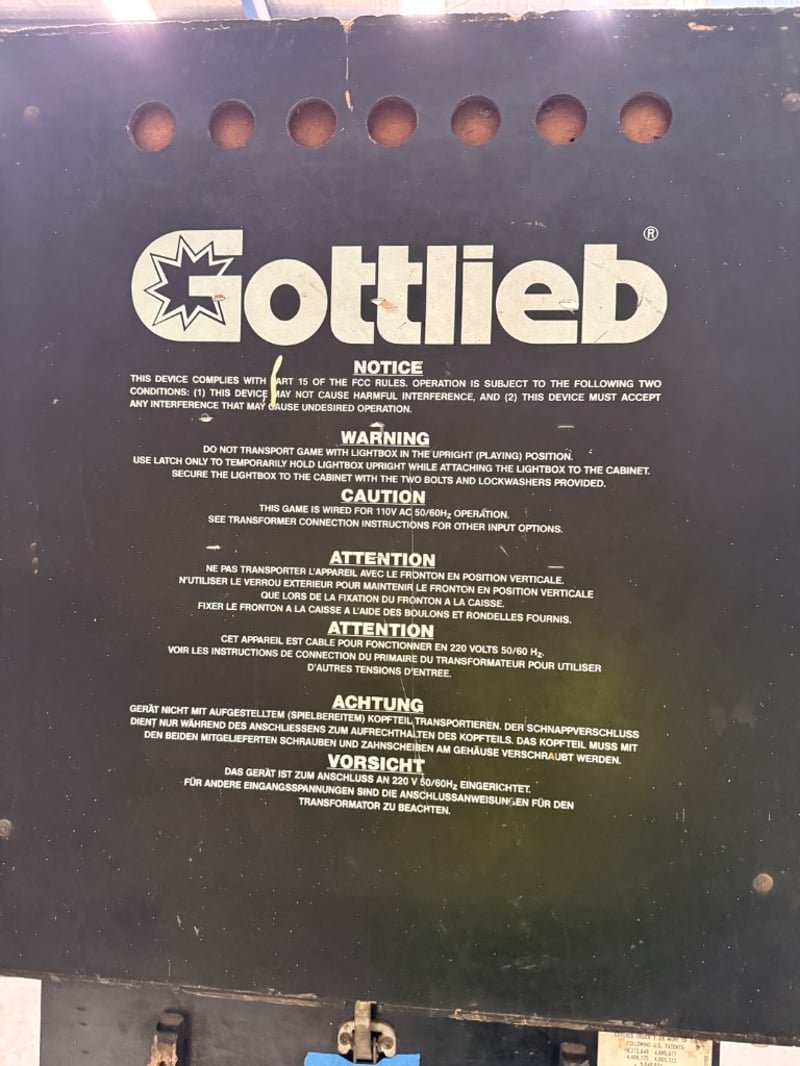 Gottlieb®
NOTICE
THIS DEVICE COMPLIES WITH PART 15 OF THE FCC RULES. OPERATION IS SUBJECT TO THE FOLLOWING TWO
CONDITIONS: (1) THIS DEVICE MAY NOT CAUSE HARMFUL INTERFERENCE, AND (2) THIS DEVICE MUST ACCEPT
ANY INTERFERENCE THAT MAY CAUSE UNDESIRED OPERATION.
WARNING
DO NOT TRANSPORT GAME WITH LIGHTBOX IN THE UPRIGHT (PLAYING) POSITION.
USE LATCH ONLY TO TEMPORARILY HOLD LIGHTBOX UPRIGHT WHILE ATTACHING THE LIGHTBOX TO THE CABINET.
SECURE THE LIGHTBOX TO THE CABINET WITH THE TWO BOLTS AND LOCKWASHERS PROVIDED.
CAUTION
THIS GAME IS WIRED FOR 110V AC 50/60Hz OPERATION.
SEE TRANSFORMER CONNECTION INSTRUCTIONS FOR OTHER INPUT OPTIONS.
ATTENTION
NE PAS TRANSPORTER L'APPAREIL AVEC LE FRONTON EN POSITION VERTICALE.
N'UTILISER LE VERROU EXTERIEUR POUR MAINTENIR LE FRONTON EN POSITION VERTICALE
QUE LORS DE LA FIXATION DU FRONTON A LA CAISSE.
FIXER LE FRONTON A LA CAISSE A L'AIDE DES BOULONS ET RONDELLES FOURNIS.
ATTENTION
CET APPAREIL EST CABLE POUR FONCTIONNER EN 220 VOLTS 50/60 Hz.
VOIR LES INSTRUCTIONS DE CONNECTION DU PRIMAIRE DU TRANSFORMATEUR POUR UTILISER
D'AUTRES TENSIONS D'ENTREE.
ACHTUNG
GERÄT NICHT MIT AUFGESTELLTEM (SPIELBEREITEM) KOPFTEIL TRANSPORTIEREN. DER SCHNAPPVERSCHLUSS
DIENT NUR WÄHREND DES ANSCHLIESSENS ZUM AUFRECHTHALTEN DES KOPFTEILS. DAS KOPFTEIL MUSS MIT
DEN BEIDEN MITGELIEFERTEN SCHRAUBEN UND ZAHNSCHEIBEN AM GEHÄUSE VERSCHRAUBT WERDEN.
VORSICHT
DAS GERÄT IST ZUM ANSCHLUSS AN 220 V 50/60Hz EINGERICHTET.
FÜR ANDERE EINGANGSSPANNUNGEN SIND DIE ANSCHLUSSANWEISUNGEN FÜR DEN
TRANSFORMATOR ZU BEACHTEN.
FOLLOWING U.S. PATENTS: